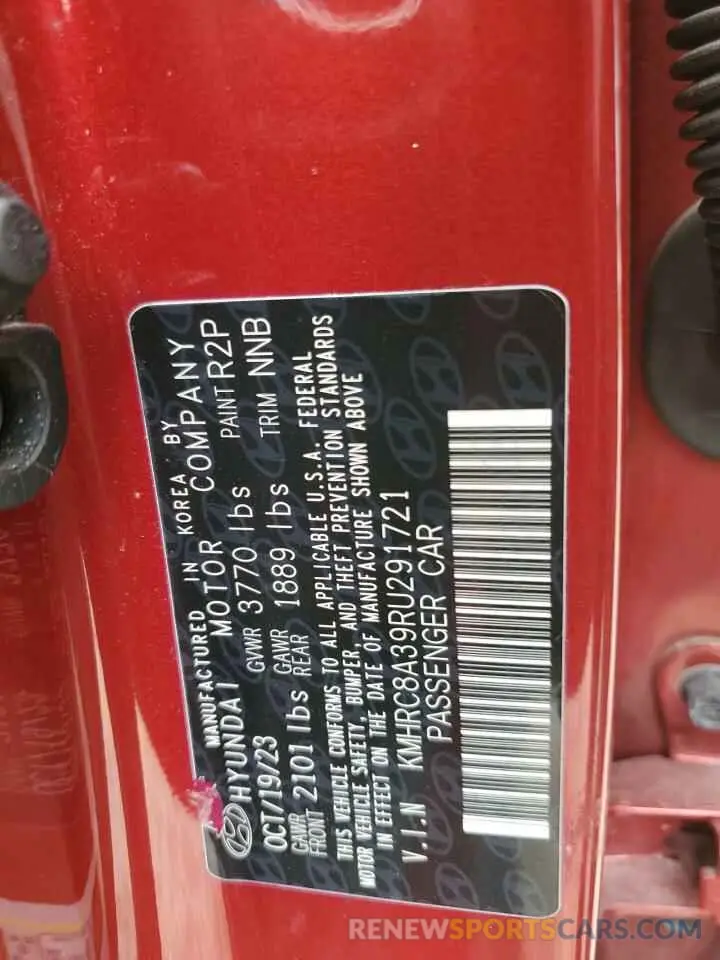 MANUFACTURED IN KOREA BY
HYUNDAI MOTOR COMPANY
OCT/19/23 GVWR 3770 lbs PAINT R2P
GAWR FRONT 2101 lbs GAWR REAR 1889 lbs TRIM NNB
THIS VEHICLE CONFORMS TO ALL APPLICABLE U.S.A. FEDERAL
MOTOR VEHICLE SAFETY, BUMPER, AND THEFT PREVENTION STANDARDS
IN EFFECT ON THE DATE OF MANUFACTURE SHOWN ABOVE
V.I.N KMHRC8A39RU291721
PASSENGER CAR
RENEWSPORTSCARS.COM